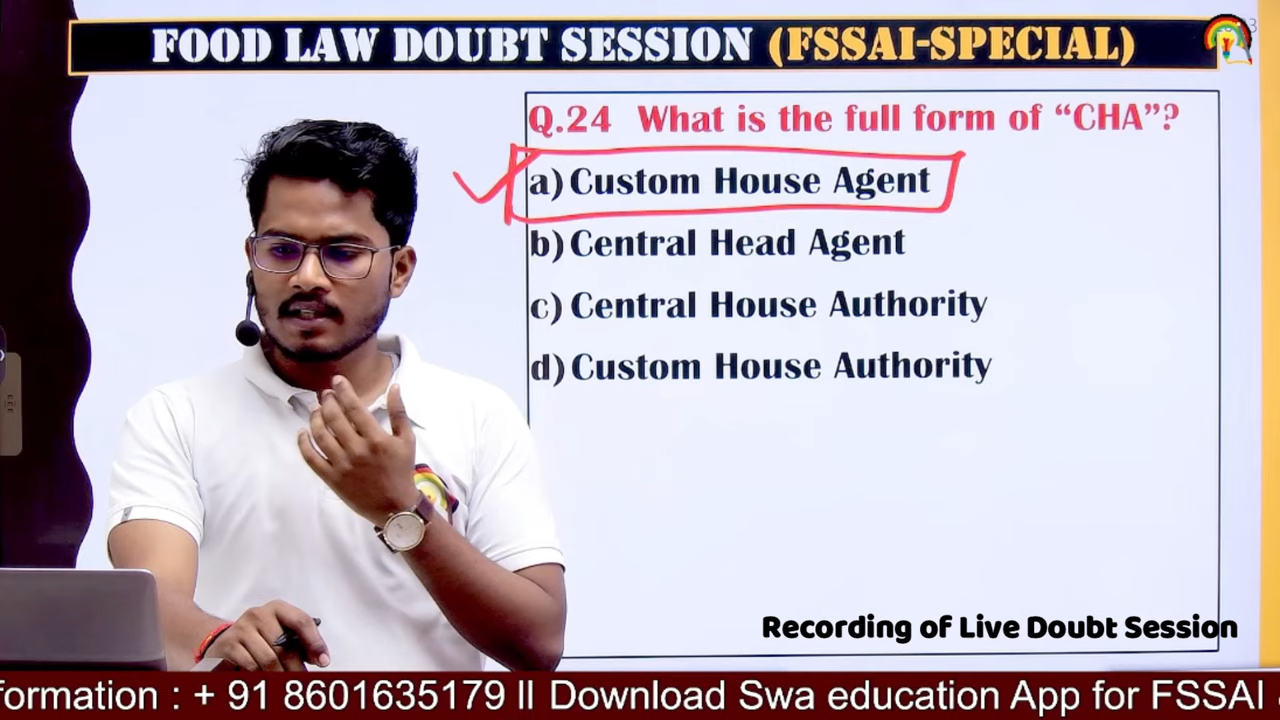 FOOD LAW DOUBT SESSION (FSSAI-SPECIAL)
Q.24 What is the full form of “CHA”?
a) Custom House Agent
b) Central Head Agent
c) Central House Authority
d) Custom House Authority
Recording of Live Doubt Session
formation : + 91 8601635179 II Download Swa education App for FSSAI